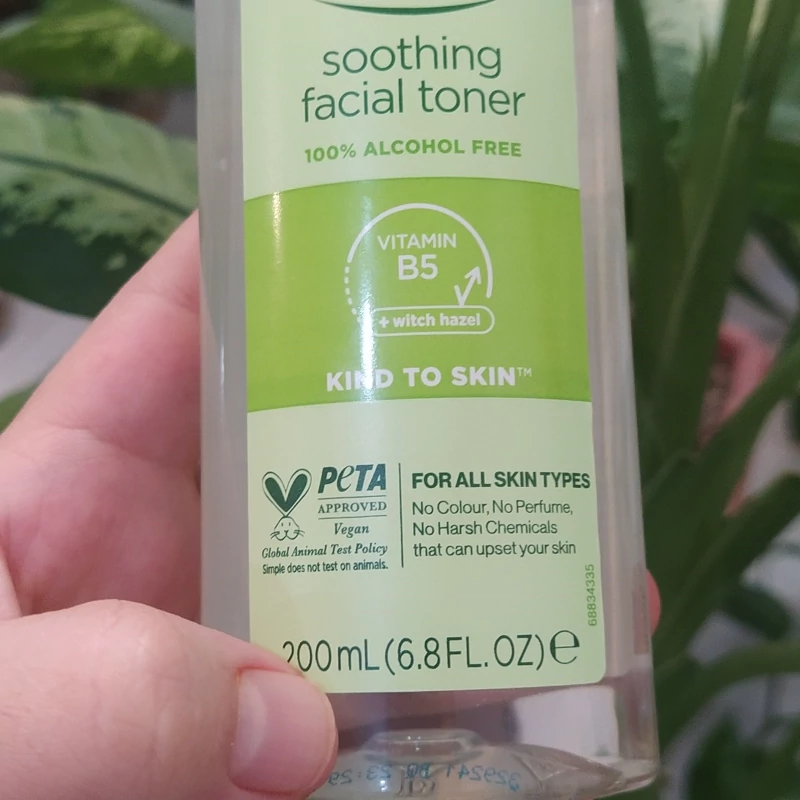 soothing
facial toner
100% ALCOHOL FREE
VITAMIN
B5
+ witch hazel
KIND TO SKIN™
PeTA
APPROVED
Vegan
Global Animal Test Policy
Simple does not test on animals.
FOR ALL SKIN TYPES
No Colour, No Perfume,
No Harsh Chemicals
that can upset your skin
68834335
200mL (6.8FL.OZ) ℮